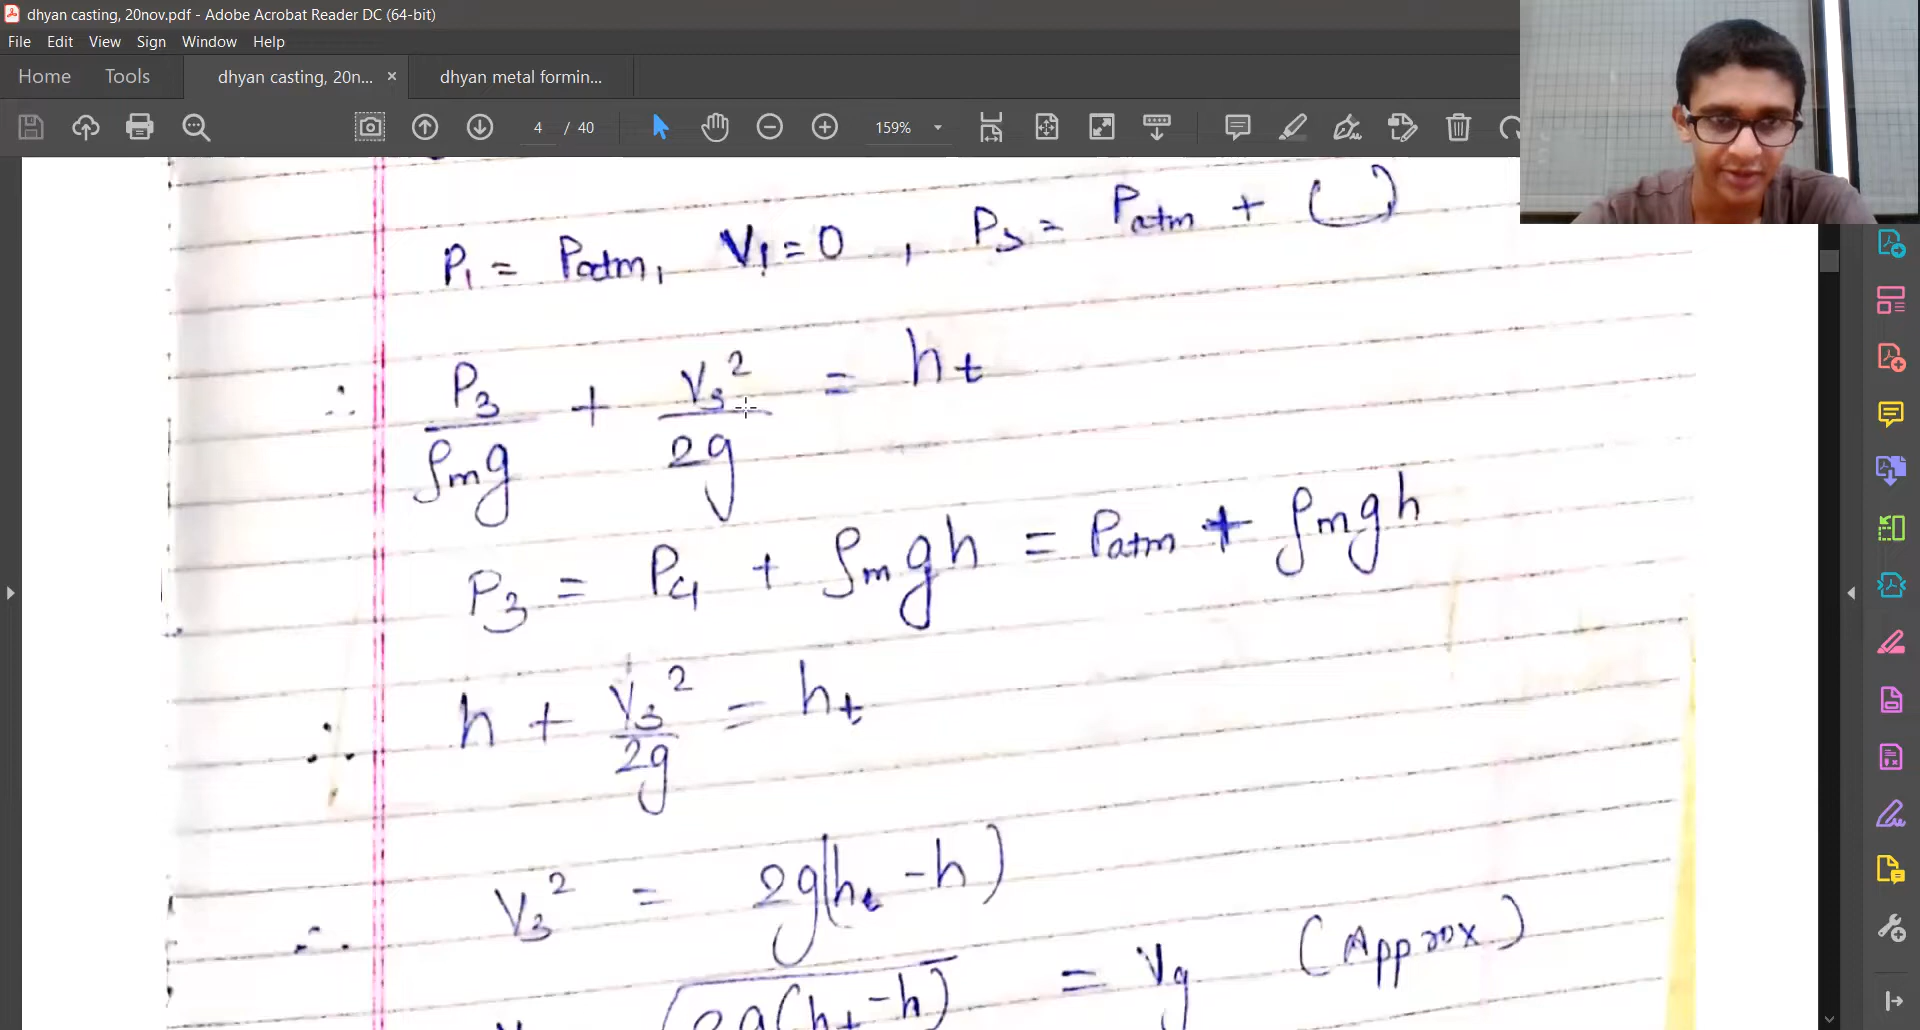 dhyan casting, 20nov.pdf - Adobe Acrobat Reader DC (64-bit)
File Edit View Sign Window Help
Home Tools dhyan casting, 20n... × dhyan metal formin...
4 / 40 159%
P₁ = Patm, V₁ = 0, P₃ = Patm + ( )
∴ P₃/ρmg + V₃²/2g = ht
P₃ = P₄ + ρmgh = Patm + ρmgh
∴ h + V₃²/2g = ht
∴ V₃² = 2g(ht - h)
√2g(ht - h) = Vg (Approx)